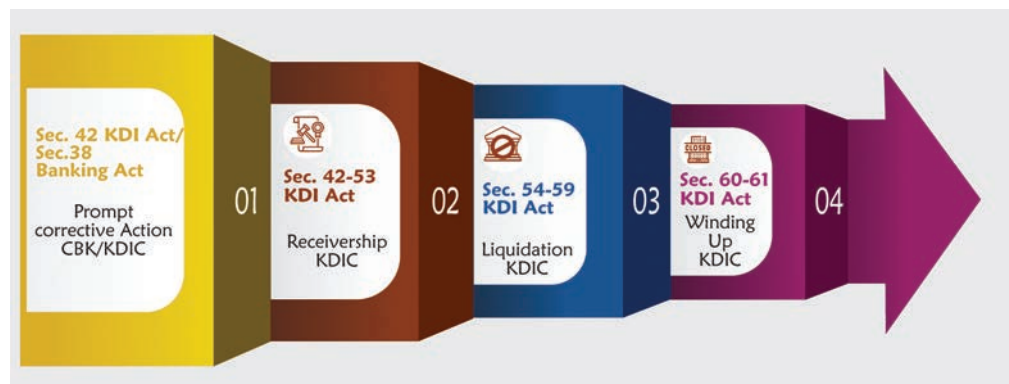 Sec. 42 KDI Act/
Sec.38
Banking Act
Prompt
corrective Action
CBK/KDIC
01
Sec. 42-53
KDI Act
Receivership
KDIC
02
Sec. 54-59
KDI Act
Liquidation
KDIC
03
CLOSED
Sec. 60-61
KDI Act
Winding
Up
KDIC
04